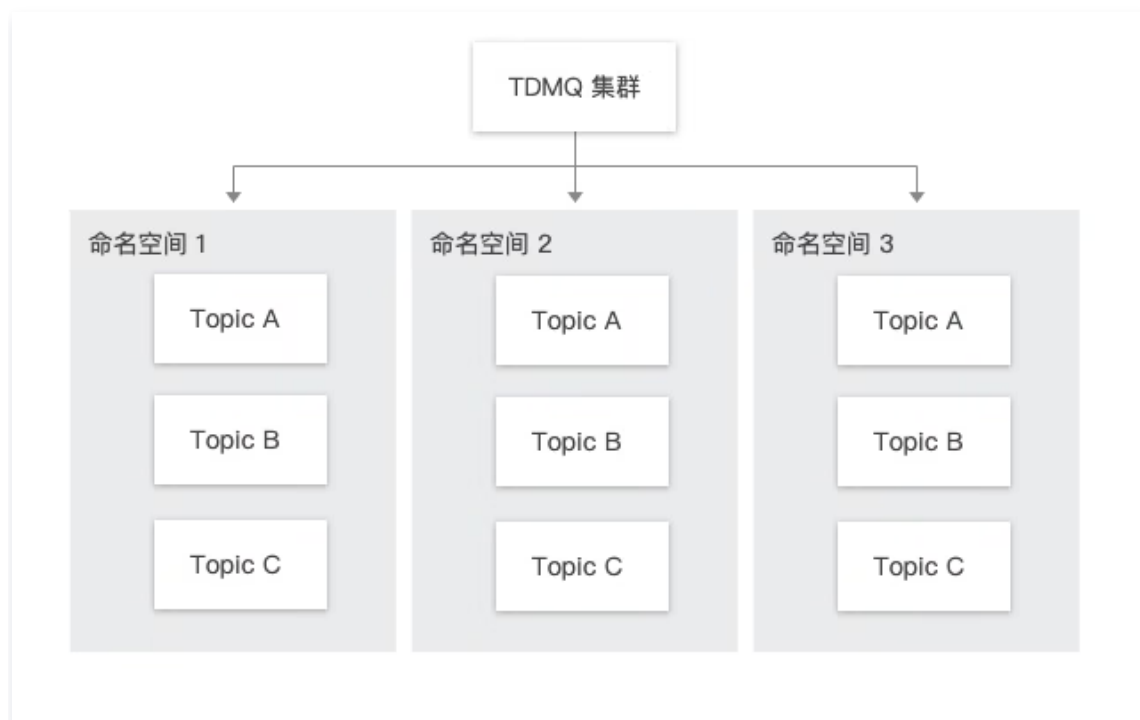 TDMQ 集群
命名空间 1
Topic A
Topic B
Topic C
命名空间 2
Topic A
Topic B
Topic C
命名空间 3
Topic A
Topic B
Topic C